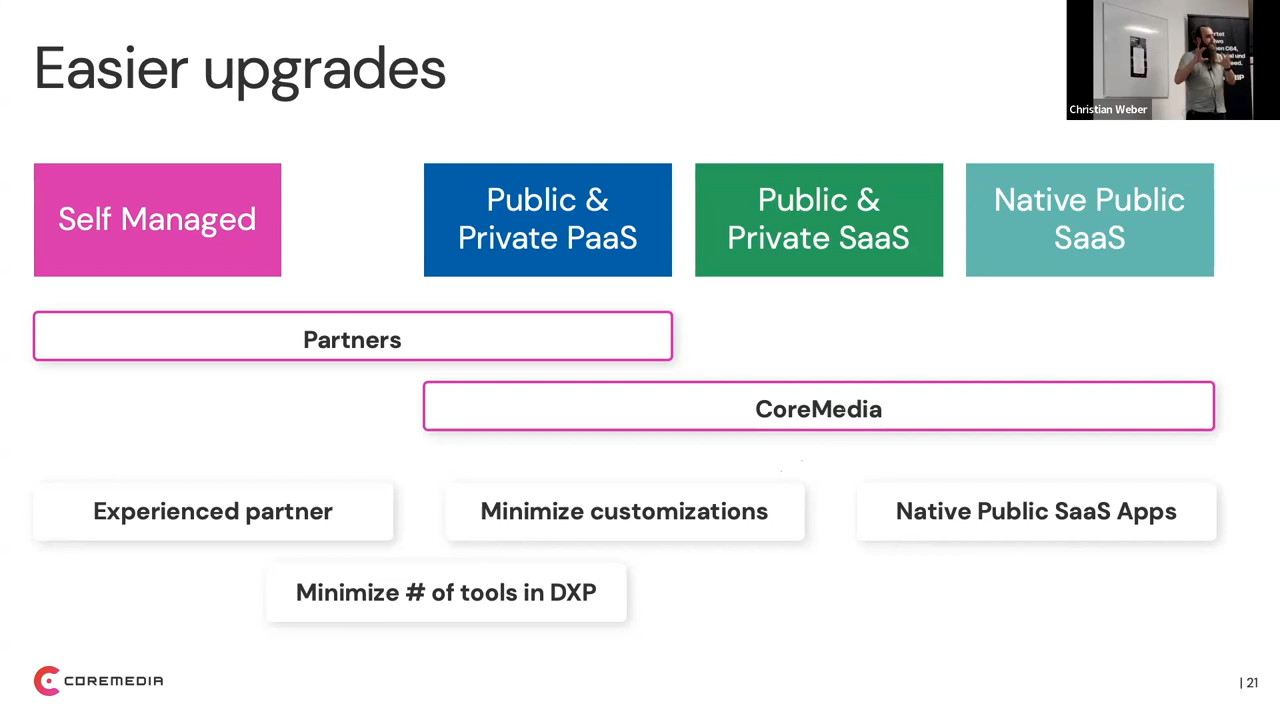 Easier upgrades
Christian Weber
Self Managed
Public &
Private PaaS
Public &
Private SaaS
Native Public
SaaS
Partners
CoreMedia
Experienced partner
Minimize customizations
Native Public SaaS Apps
Minimize # of tools in DXP
COREMEDIA
| 21